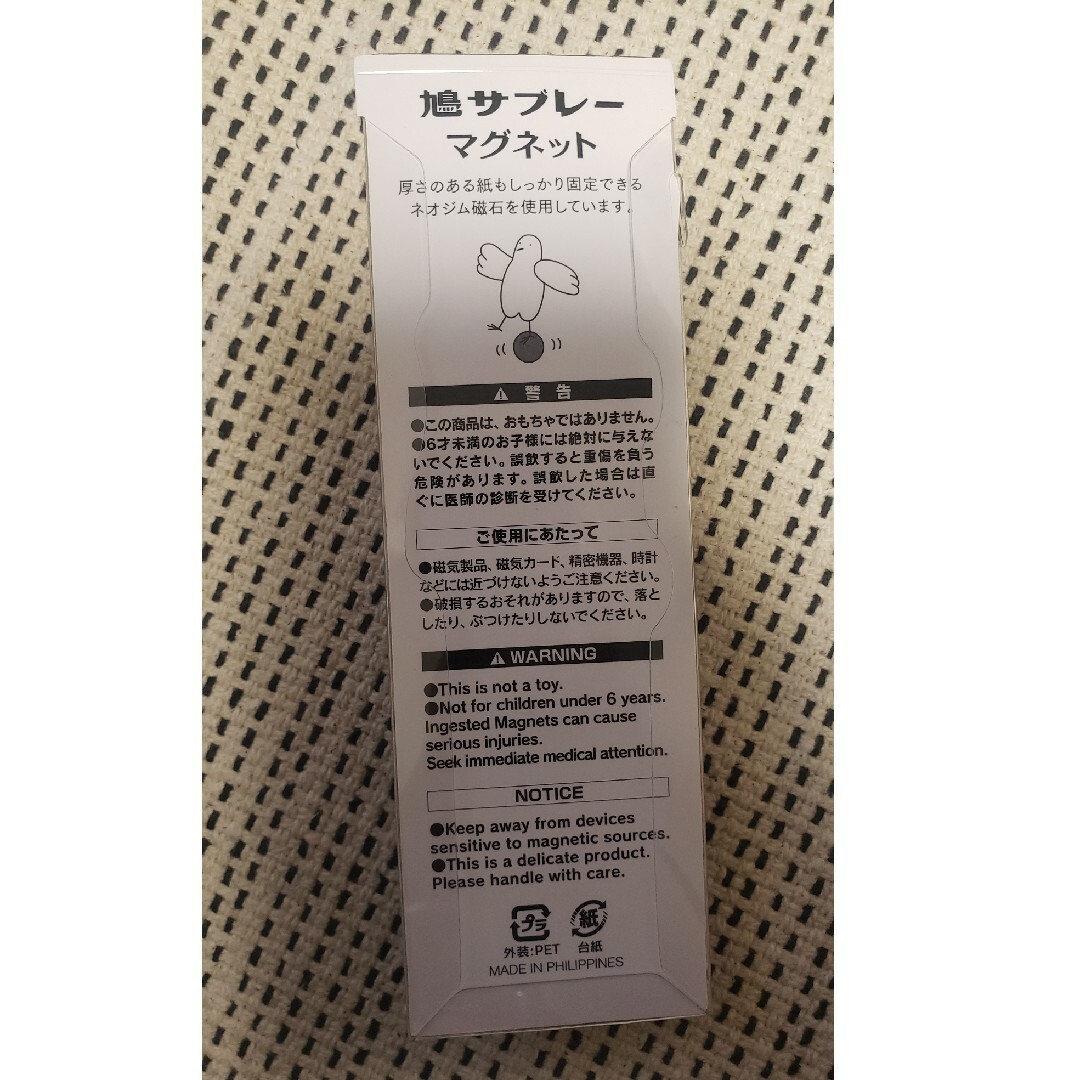 鳩サブレー
マグネット
厚さのある紙もしっかり固定できる
ネオジム磁石を使用しています。
⚠ 警告
●この商品は、おもちゃではありません。
●6才未満のお子様には絶対に与えな
いでください。誤飲すると重傷を負う
危険があります。誤飲した場合は直
ぐに医師の診断を受けてください。
ご使用にあたって
●磁気製品、磁気カード、精密機器、時計
などには近づけないようご注意ください。
●破損するおそれがありますので、落と
したり、ぶつけたりしないでください。
⚠ WARNING
●This is not a toy.
●Not for children under 6 years.
Ingested Magnets can cause
serious injuries.
Seek immediate medical attention.
NOTICE
●Keep away from devices
sensitive to magnetic sources.
●This is a delicate product.
Please handle with care.
プラ 紙
外装:PET 台紙
MADE IN PHILIPPINES